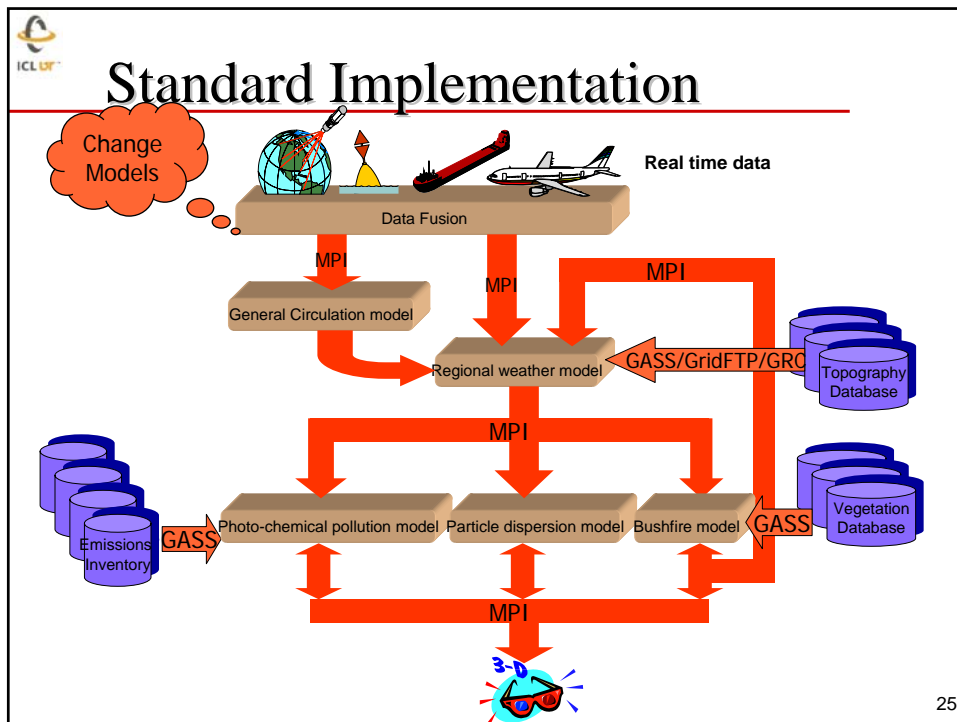 ICL UT
Standard Implementation
Change
Models
Real time data
Data Fusion
MPI
MPI
MPI
General Circulation model
Regional weather model
GASS/GridFTP/GRC
Topography
Database
MPI
Photo-chemical pollution model
Particle dispersion model
Bushfire model
GASS
Vegetation
Database
Emissions
Inventory
GASS
MPI
3-D
25